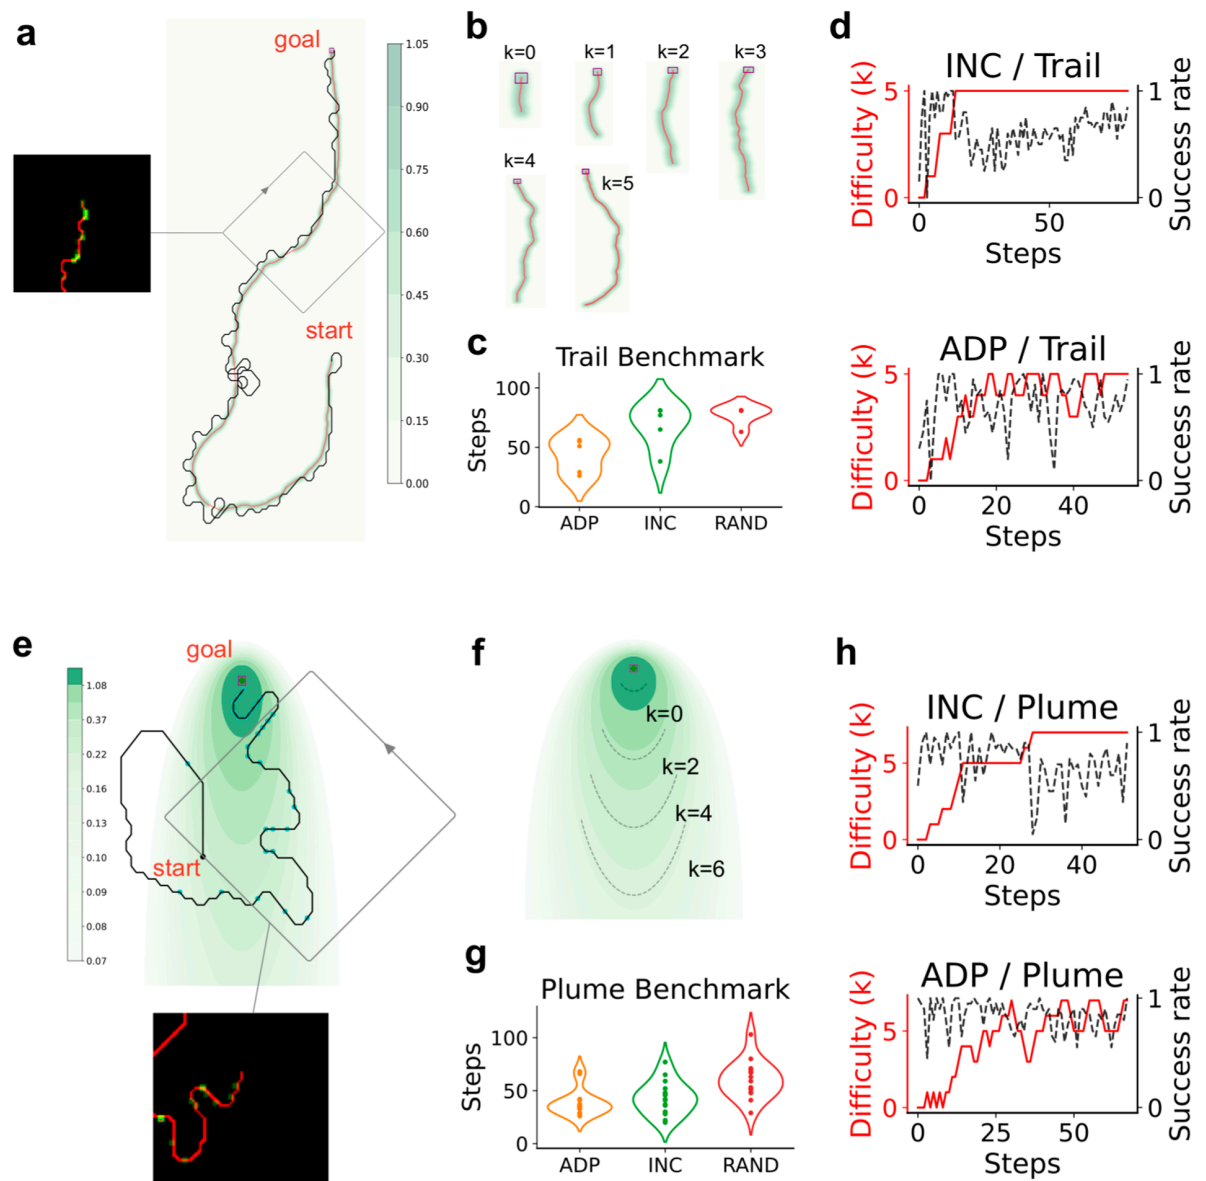 a
goal
start
1.05
0.90
0.75
0.60
0.45
0.30
0.15
0.00
b
k=0
k=1
k=2
k=3
k=4
k=5
c
Trail Benchmark
Steps
100
50
0
ADP INC RAND
d
INC / Trail
Difficulty (k)
5
0
1
0
Success rate
0 50
Steps
ADP / Trail
Difficulty (k)
5
0
1
0
Success rate
0 20 40
Steps
e
goal
start
1.08
0.37
0.22
0.16
0.13
0.10
0.09
0.08
0.07
f
k=0
k=2
k=4
k=6
g
Plume Benchmark
Steps
100
50
0
ADP INC RAND
h
INC / Plume
Difficulty (k)
5
0
1
0
Success rate
0 20 40
Steps
ADP / Plume
Difficulty (k)
5
0
1
0
Success rate
0 25 50
Steps